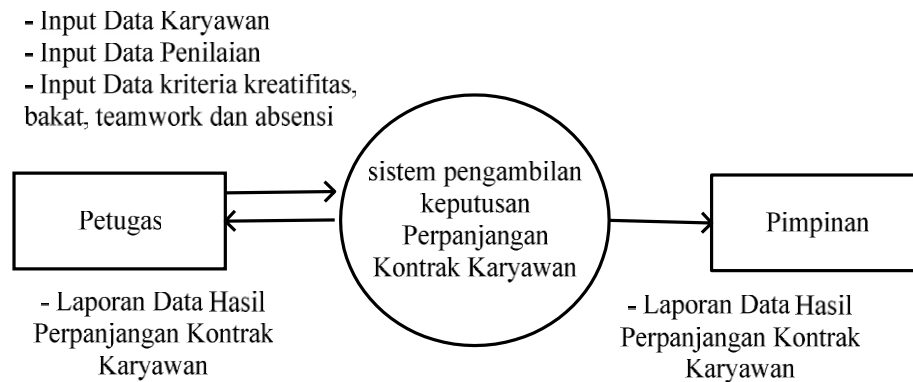 - Input Data Karyawan
- Input Data Penilaian
- Input Data kriteria kreatifitas,
bakat, teamwork dan absensi
Petugas
sistem pengambilan
keputusan
Perpanjangan
Kontrak Karyawan
Pimpinan
- Laporan Data Hasil
Perpanjangan Kontrak
Karyawan
- Laporan Data Hasil
Perpanjangan Kontrak
Karyawan